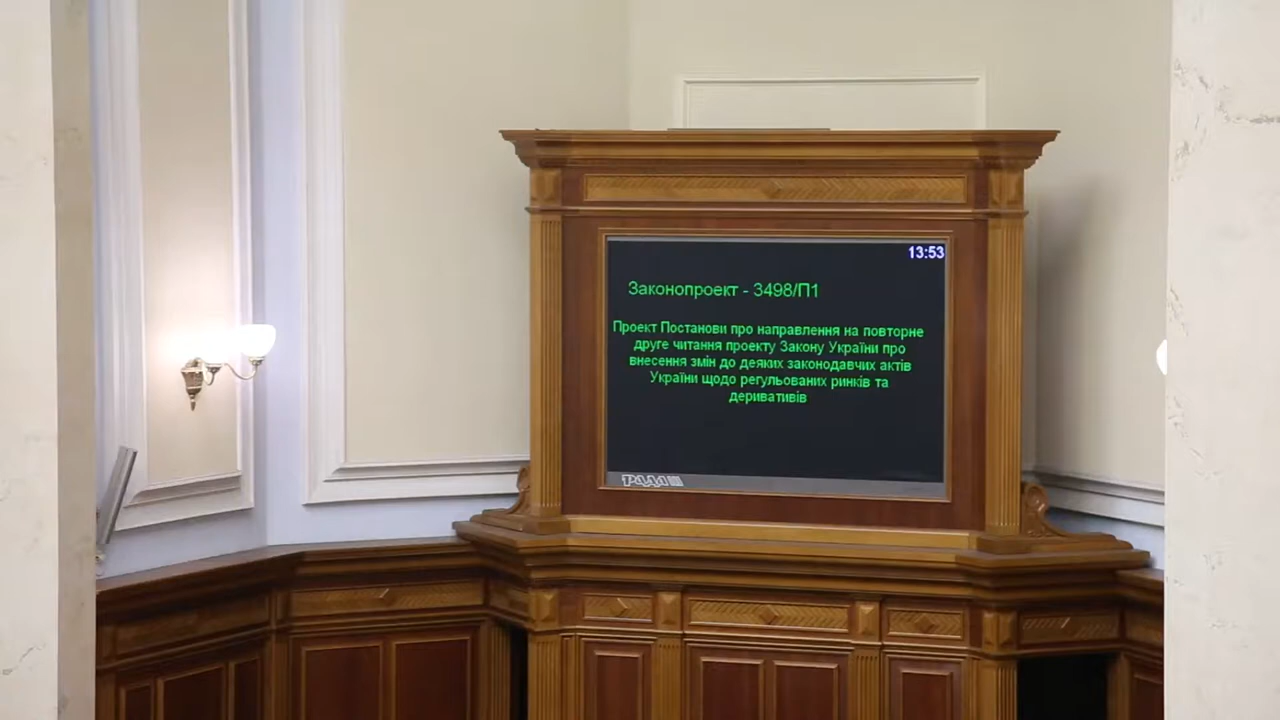 13:53
Законопроект - 3498/П1
Проект Постанови про направлення на повторне
друге читання проекту Закону України про
внесення змін до деяких законодавчих актів
України щодо регульованих ринків та
деривативів
РАДА